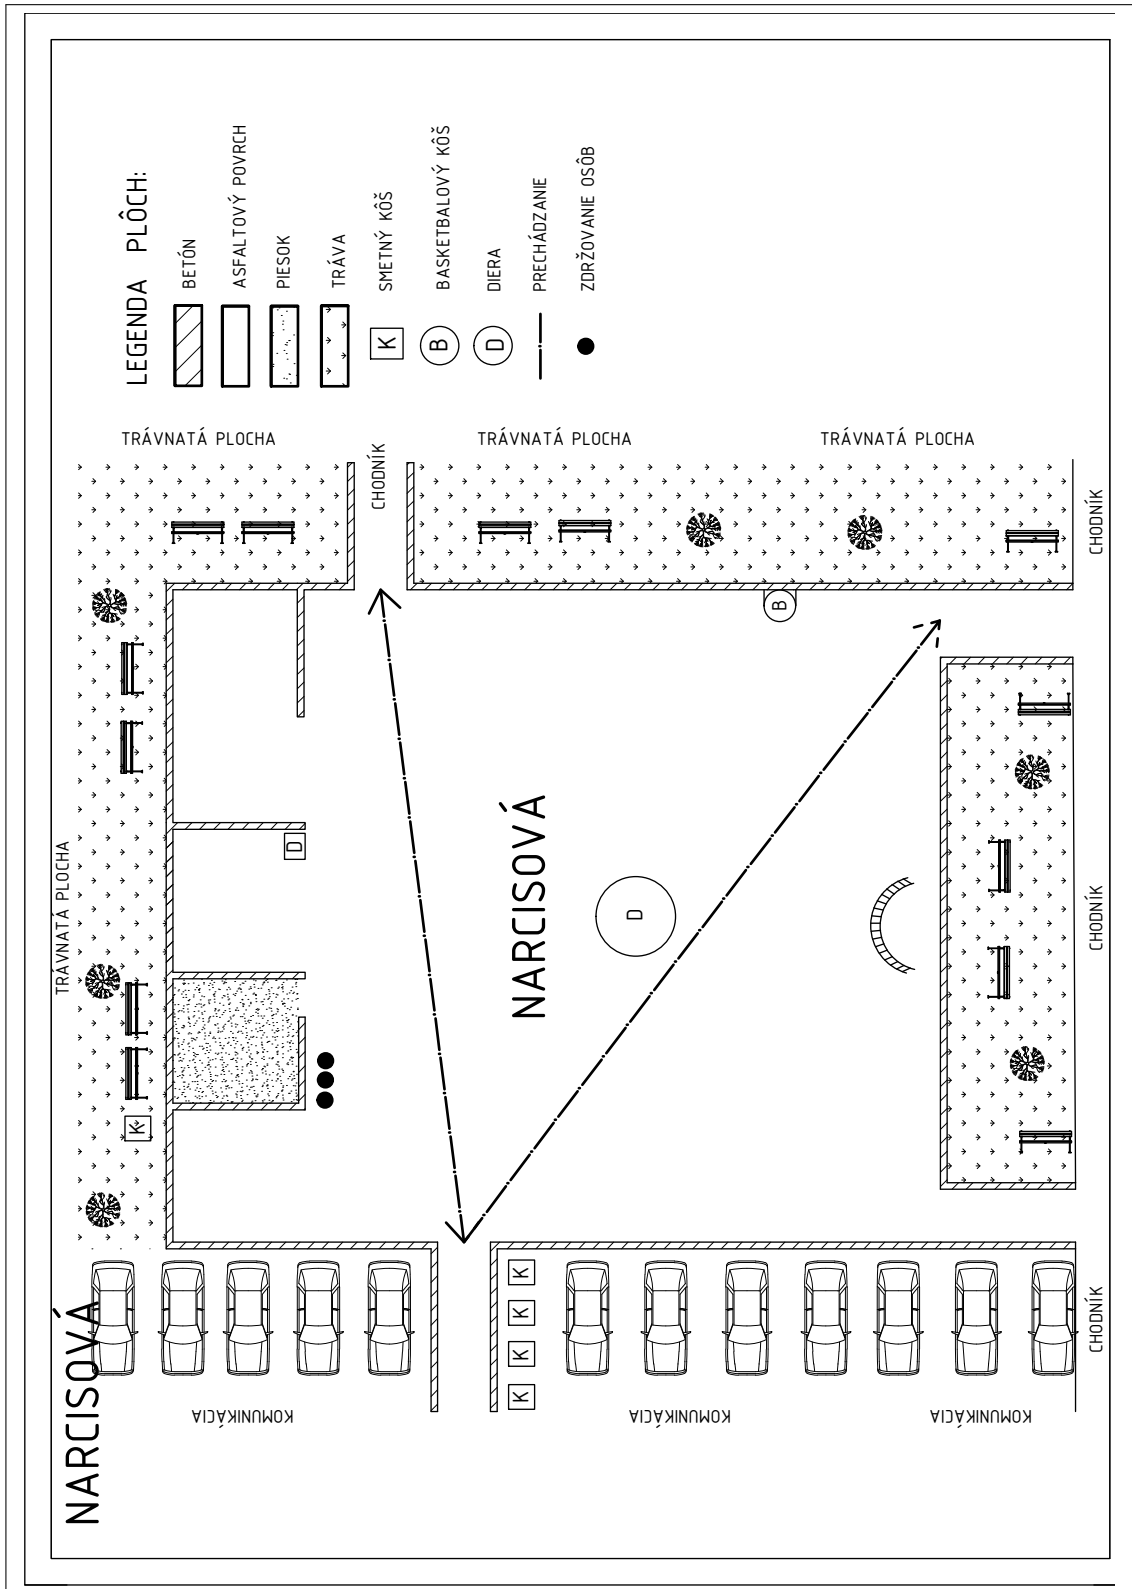 NARCISOVÁ
LEGENDA PLÔCH:
BETÓN
ASFALTOVÝ POVRCH
PIESOK
TRÁVA
K
SMETNÝ KÔŠ
B
BASKETBALOVÝ KÔŠ
D
DIERA
PRECHÁDZANIE
ZDRŽOVANIE OSÔB
TRÁVNATÁ PLOCHA
TRÁVNATÁ PLOCHA
CHODNÍK
TRÁVNATÁ PLOCHA
TRÁVNATÁ PLOCHA
K
D
B
NARCISOVÁ
D
K
K
K
K
KOMUNIKÁCIA
KOMUNIKÁCIA
KOMUNIKÁCIA
CHODNÍK
CHODNÍK
CHODNÍK